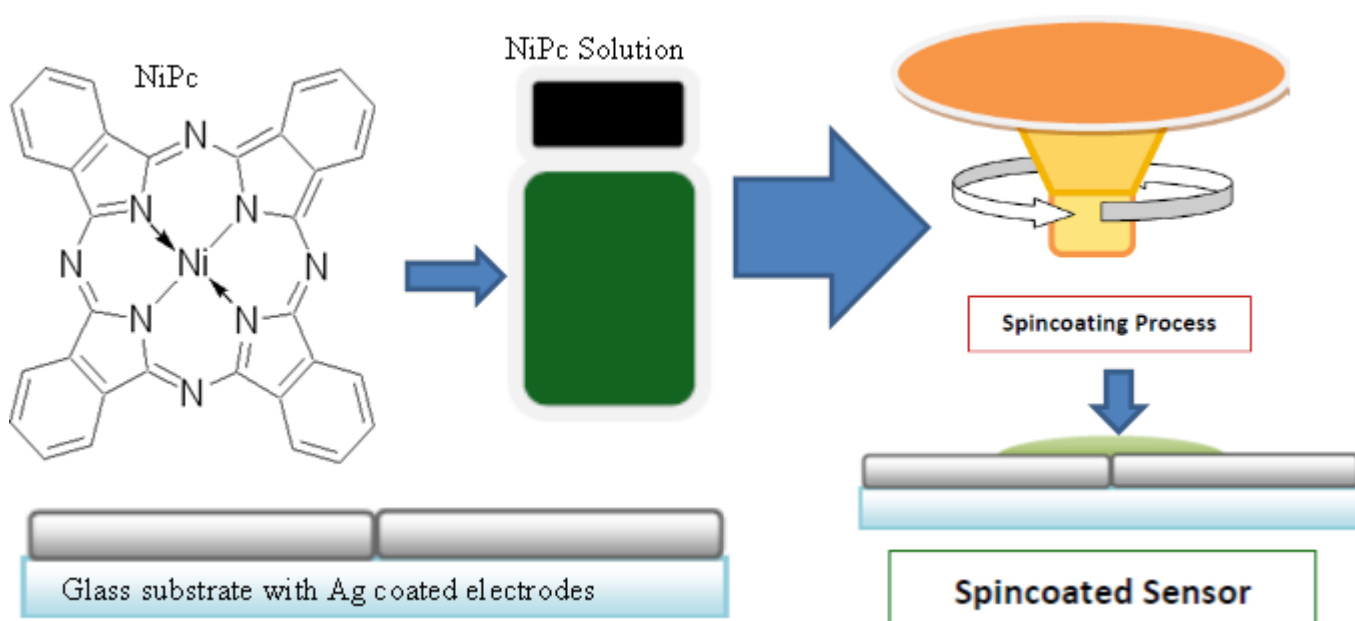 NiPc
NiPc Solution
N
N
N
N
Ni
N
N
N
N
Spincoating Process
Glass substrate with Ag coated electrodes
Spincoated Sensor